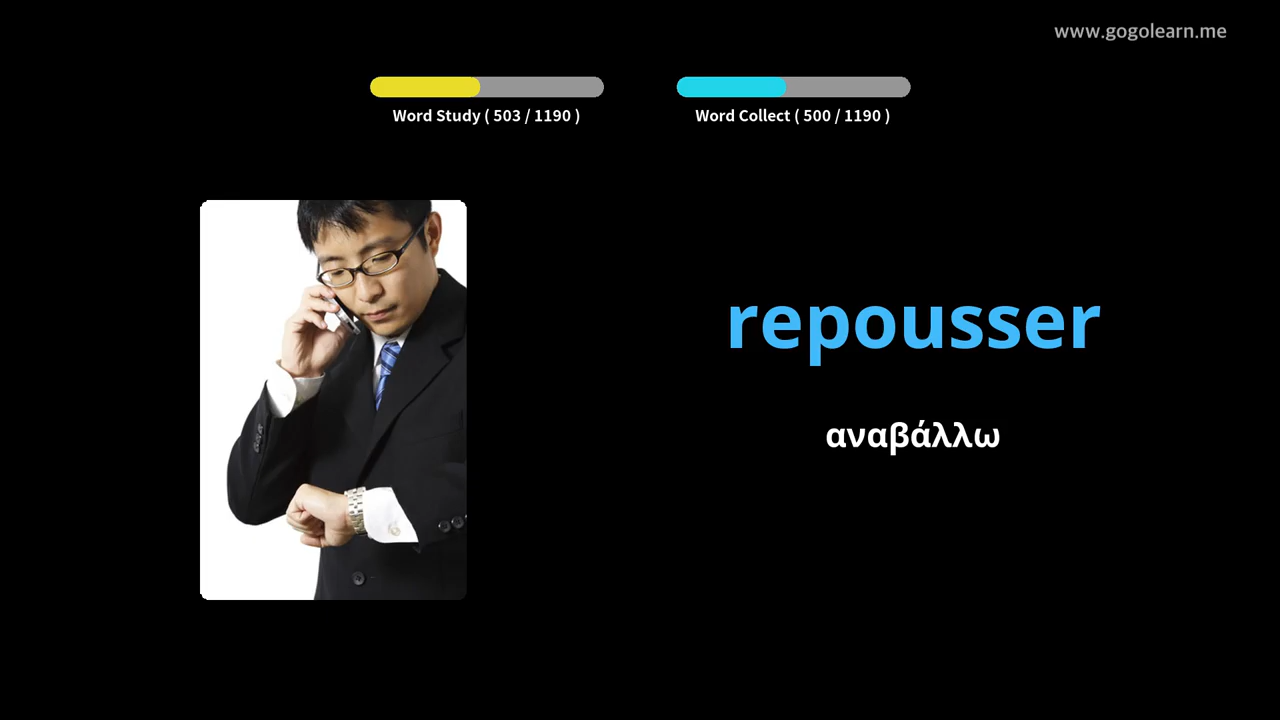 www.gogolearn.me
Word Study ( 503 / 1190 )
Word Collect ( 500 / 1190 )
repousser
αναβάλλω